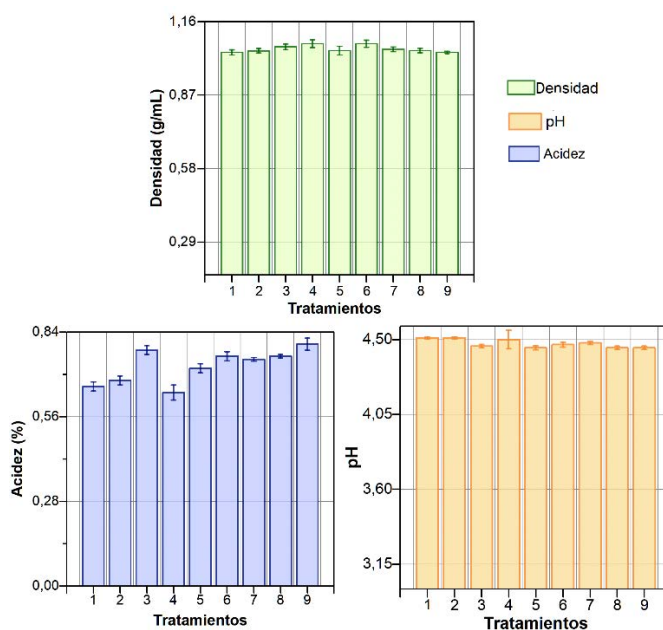 1,16
0,87
0,58
0,29
Densidad (g/mL)
1 2 3 4 5 6 7 8 9
Tratamientos
Densidad
pH
Acidez
0,84
0,56
0,28
0,00
Acidez (%)
1 2 3 4 5 6 7 8 9
Tratamientos
4,50
4,05
3,60
3,15
pH
1 2 3 4 5 6 7 8 9
Tratamientos